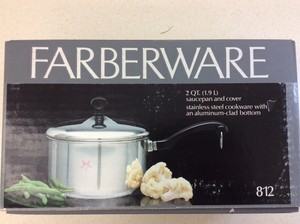 FARBERWARE
2 QT. (1.9 L)
saucepan and cover
stainless steel cookware with
an aluminum-clad bottom
812